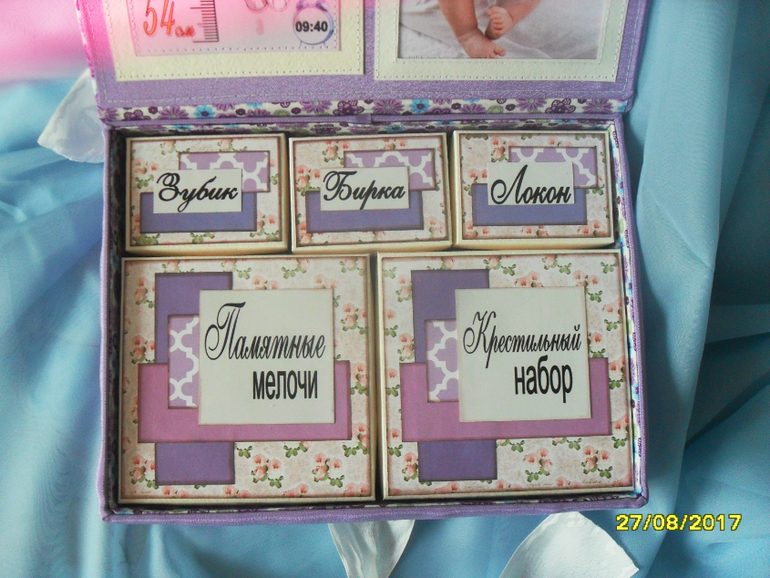 54 см
09:40
Зубик
Бирка
Локон
Памятные
мелочи
Крестильный
набор
27/08/2017